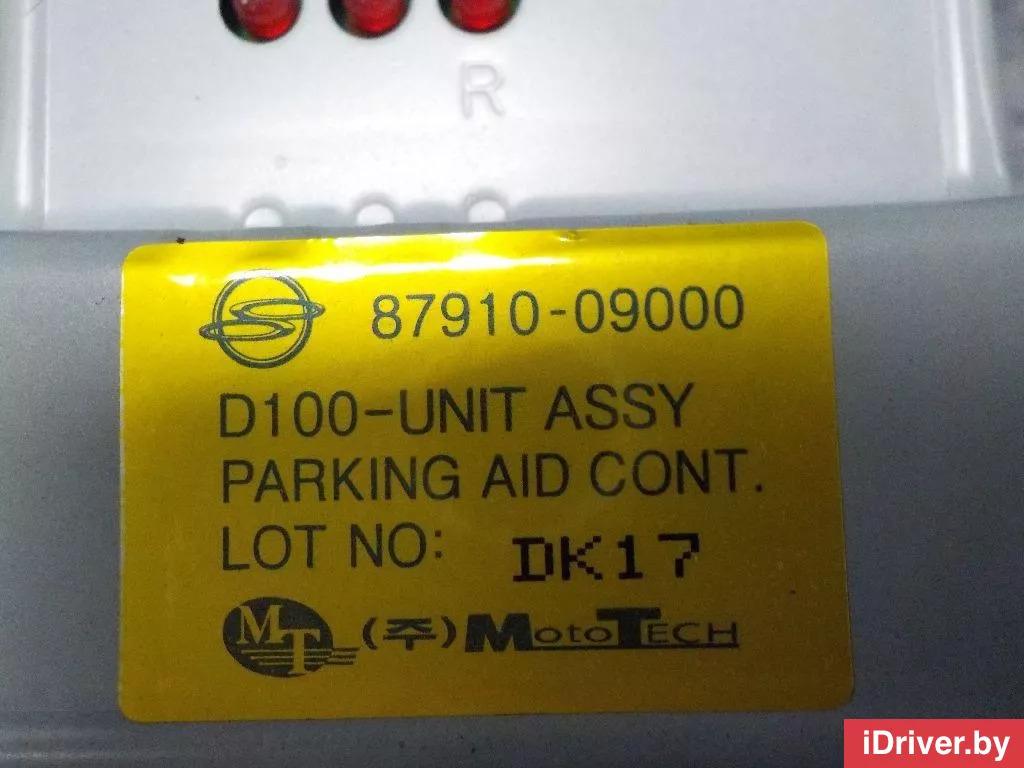 R
87910-09000
D100-UNIT ASSY
PARKING AID CONT.
LOT NO: DK17
MT (주) MOTOTECH
iDriver.by